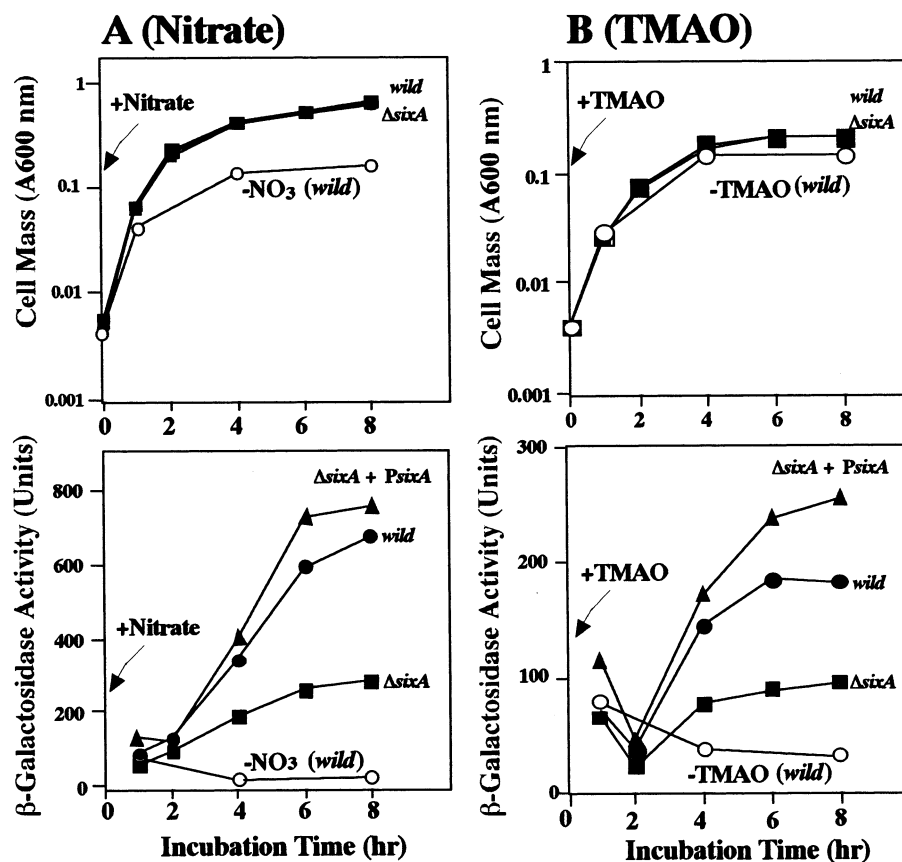 A (Nitrate)
Cell Mass (A600 nm)
1
0.1
0.01
0.001
+Nitrate
wild
ΔsixA
-NO3 (wild)
0 2 4 6 8
B (TMAO)
Cell Mass (A600 nm)
1
0.1
0.01
0.001
+TMAO
wild
ΔsixA
-TMAO (wild)
0 2 4 6 8
β-Galactosidase Activity (Units)
800
600
400
200
0
+Nitrate
ΔsixA + PsixA
wild
ΔsixA
-NO3 (wild)
0 2 4 6 8
Incubation Time (hr)
β-Galactosidase Activity (Units)
300
200
100
0
+TMAO
ΔsixA + PsixA
wild
ΔsixA
-TMAO (wild)
0 2 4 6 8
Incubation Time (hr)